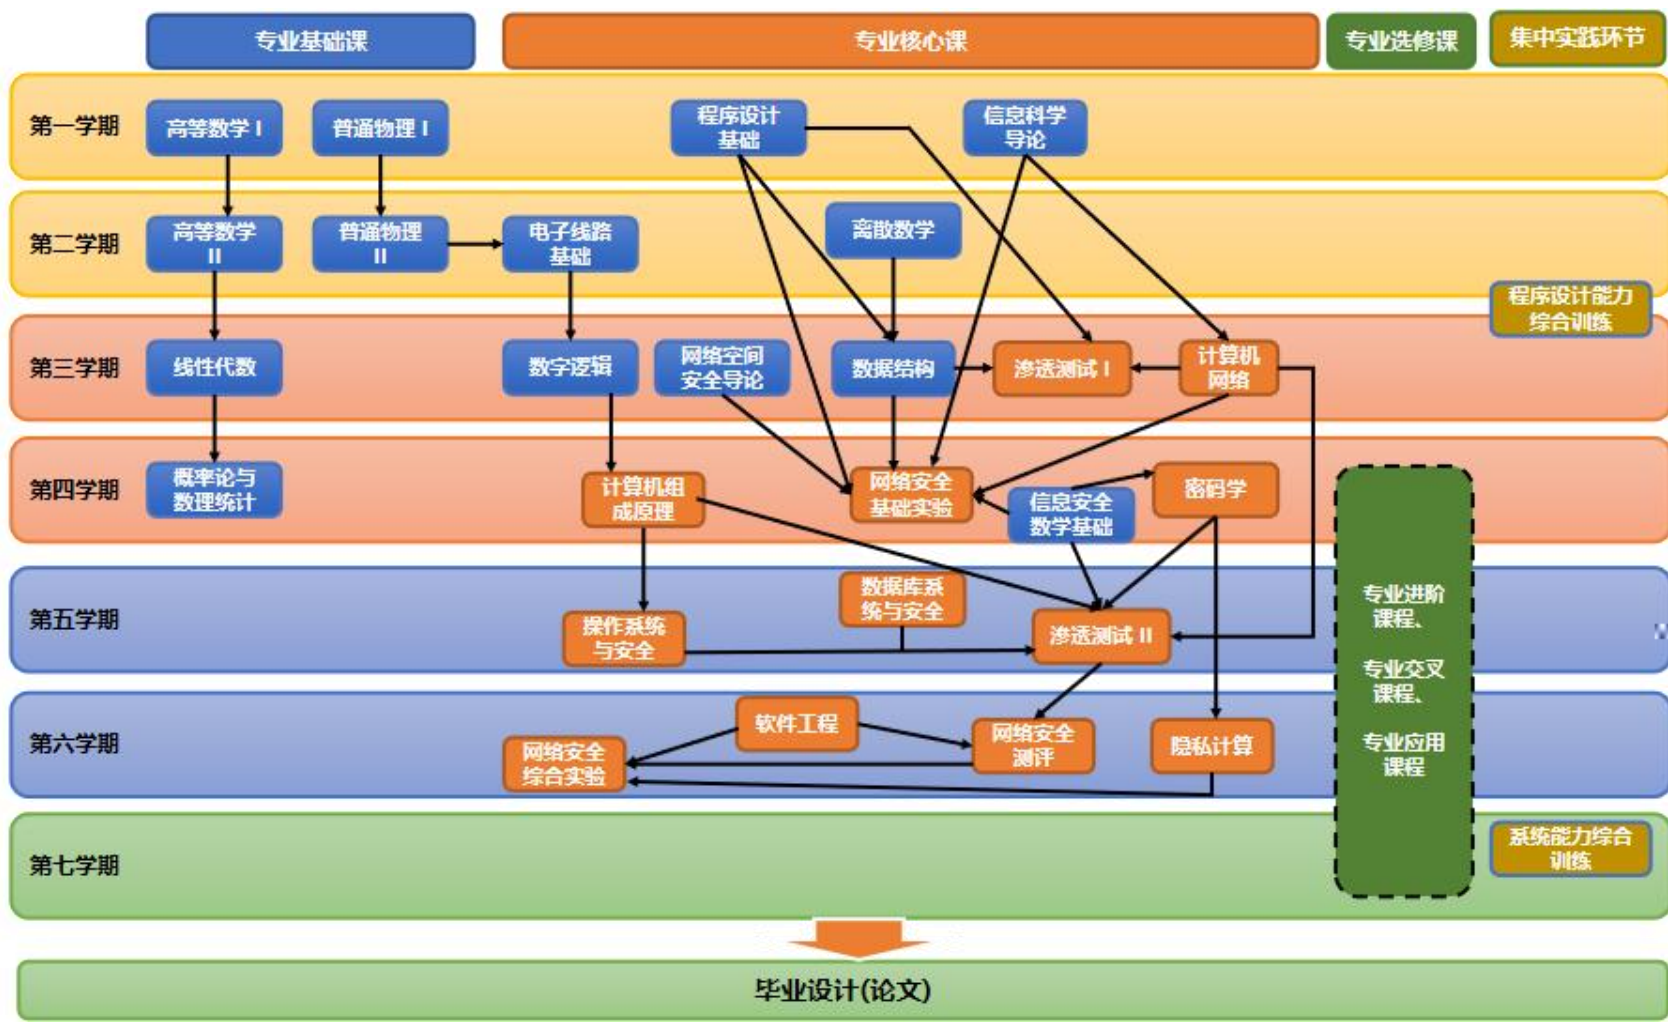 专业基础课
专业核心课
专业选修课
集中实践环节
第一学期
高等数学 I
普通物理 I
程序设计
基础
信息科学
导论
第二学期
高等数学
II
普通物理
II
电子线路
基础
离散数学
程序设计能力
综合训练
第三学期
线性代数
数字逻辑
网络空间
安全导论
数据结构
渗透测试 I
计算机
网络
第四学期
概率论与
数理统计
计算机组
成原理
网络安全
基础实验
信息安全
数学基础
密码学
第五学期
操作系统
与安全
数据库系
统与安全
渗透测试 II
专业进阶
课程、
专业交叉
课程、
专业应用
课程
第六学期
网络安全
综合实验
软件工程
网络安全
测评
隐私计算
第七学期
系统能力综合
训练
毕业设计(论文)